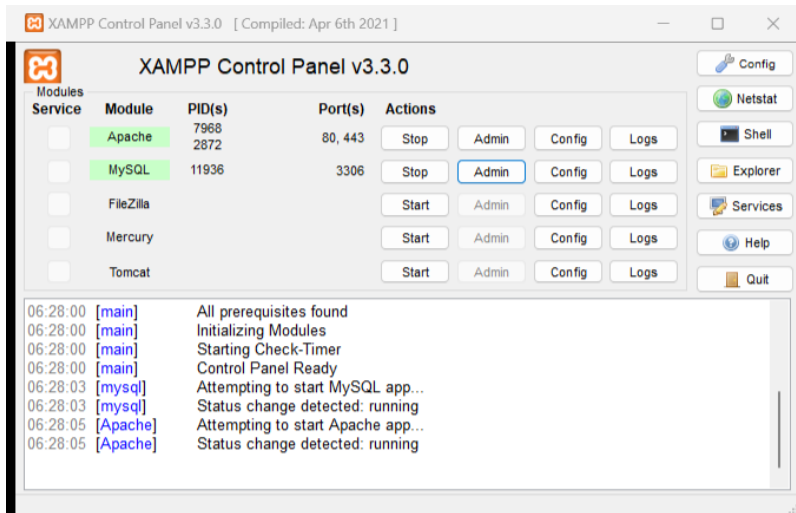 XAMPP Control Panel v3.3.0 [ Compiled: Apr 6th 2021 ]
XAMPP Control Panel v3.3.0
Config
Modules
Service Module PID(s) Port(s) Actions
Netstat
Apache 7968 2872 80, 443 Stop Admin Config Logs
Shell
MySQL 11936 3306 Stop Admin Config Logs
Explorer
FileZilla Start Admin Config Logs
Services
Mercury Start Admin Config Logs
Help
Tomcat Start Admin Config Logs
Quit
06:28:00 [main] All prerequisites found
06:28:00 [main] Initializing Modules
06:28:00 [main] Starting Check-Timer
06:28:00 [main] Control Panel Ready
06:28:03 [mysql] Attempting to start MySQL app...
06:28:03 [mysql] Status change detected: running
06:28:05 [Apache] Attempting to start Apache app...
06:28:05 [Apache] Status change detected: running